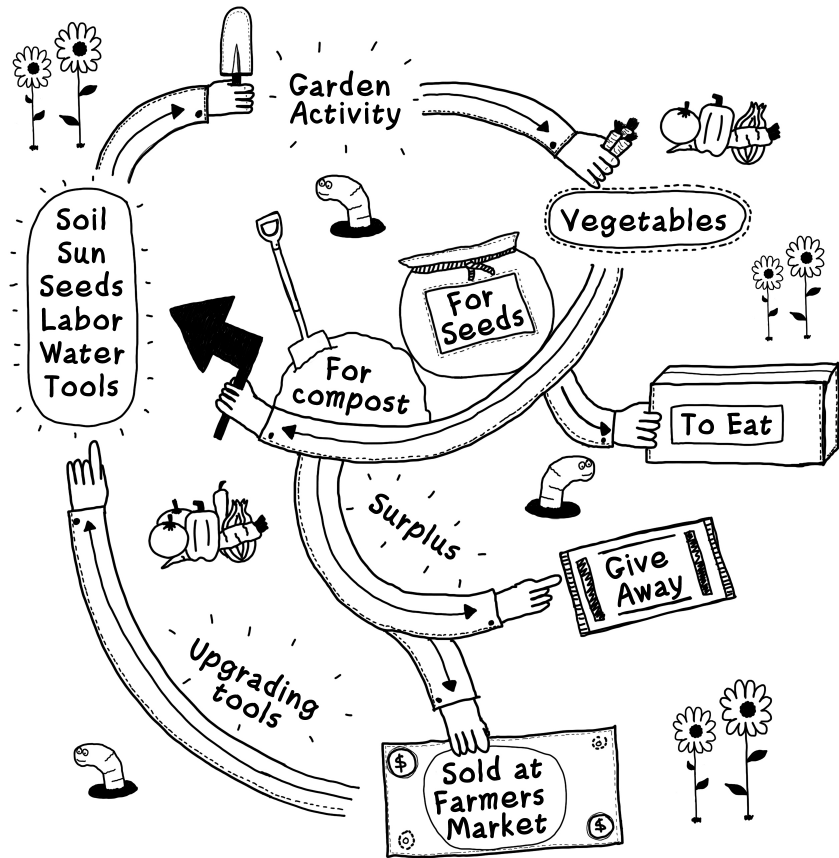 Garden
Activity
Soil
Sun
Seeds
Labor
Water
Tools
Vegetables
For
Seeds
For
compost
To Eat
Surplus
Give
Away
Upgrading
tools
$
Sold at
Farmers
Market
$